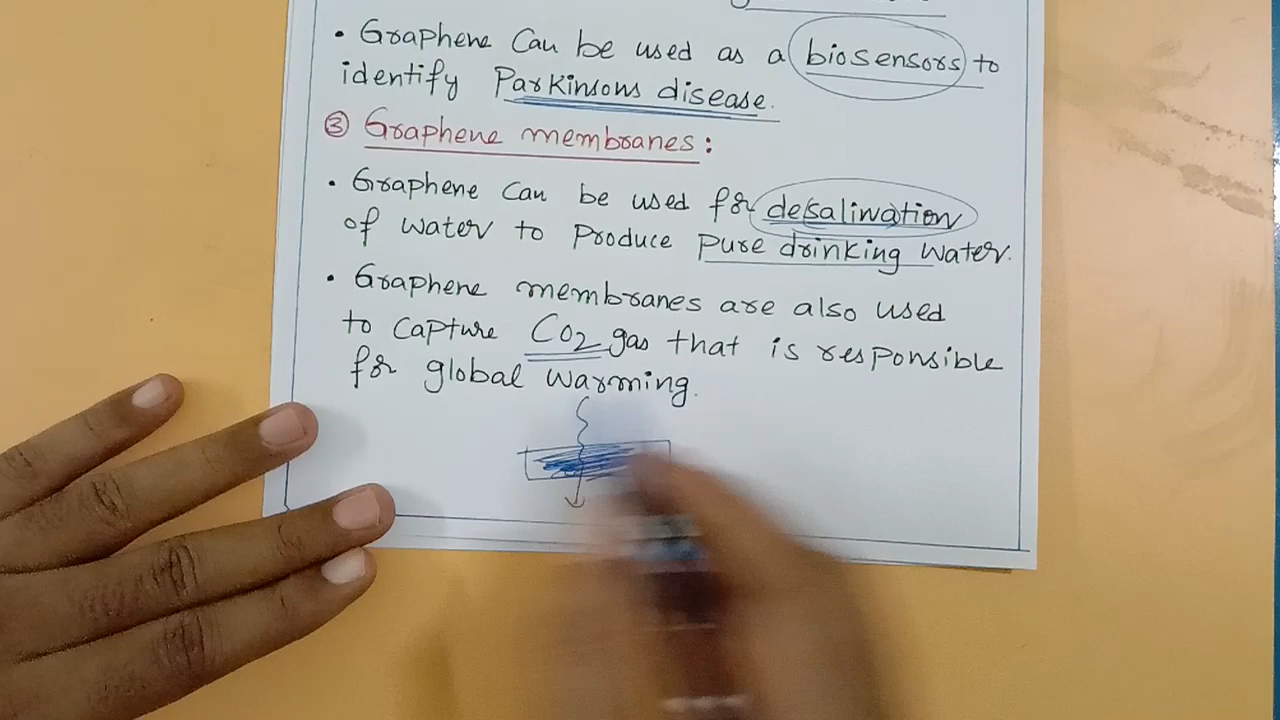 • Graphene Can be used as a biosensors to
identify Parkinsons disease.
③ Graphene membranes:
• Graphene Can be used for desalination
of water to Produce pure drinking water.
• Graphene membranes are also used
to capture CO2 gas that is responsible
for global warming.